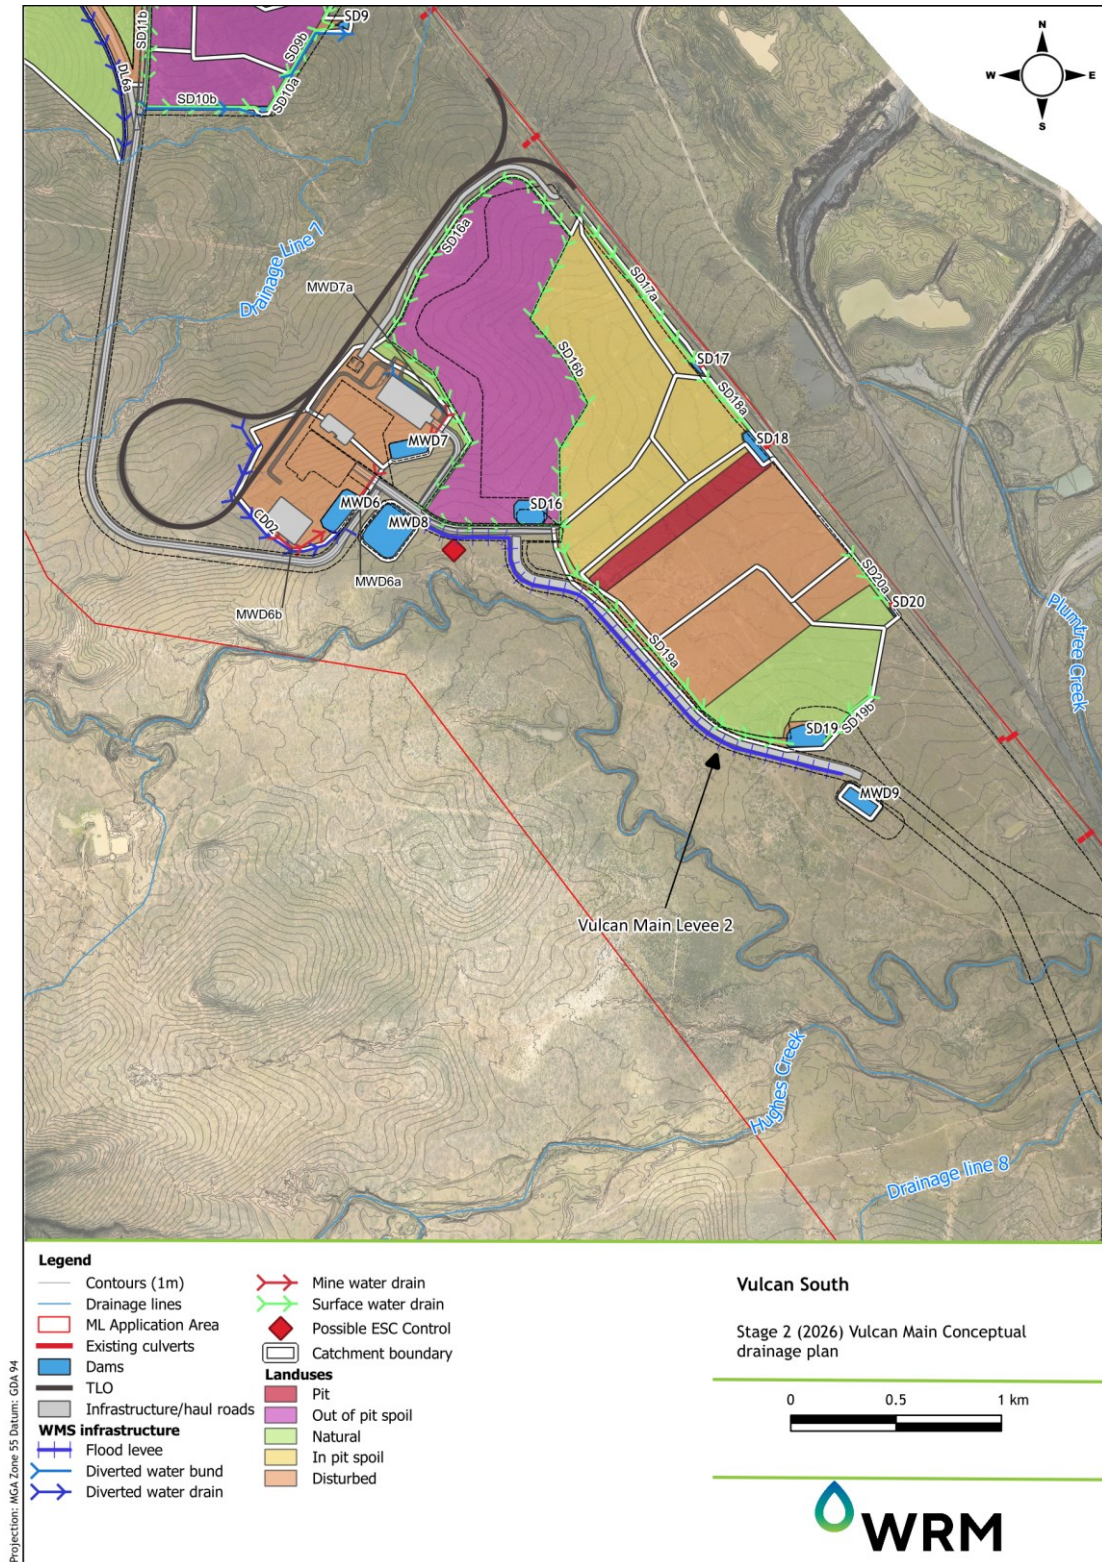 SD9
SD11b
SD9b
DL6a
SD10b
SD10a
N
W
E
S
Drainage Line 7
SD16a
MWD7a
SD17a
SD16b
SD17
SD18a
SD18
MWD7
MWD6
MWD8
SD16
CD02
MWD6a
MWD6b
SD20a
SD20
SD19a
SD19
SD19b
MWD9
Plumtree Creek
Vulcan Main Levee 2
Hughes Creek
Drainage line 8
Legend
Contours (1m)
Drainage lines
ML Application Area
Existing culverts
Dams
TLO
Infrastructure/haul roads
WMS infrastructure
Flood levee
Diverted water bund
Diverted water drain
Mine water drain
Surface water drain
Possible ESC Control
Catchment boundary
Landuses
Pit
Out of pit spoil
Natural
In pit spoil
Disturbed
Vulcan South
Stage 2 (2026) Vulcan Main Conceptual
drainage plan
0 0.5 1 km
WRM
Projection: MGA Zone 55 Datum: GDA 94